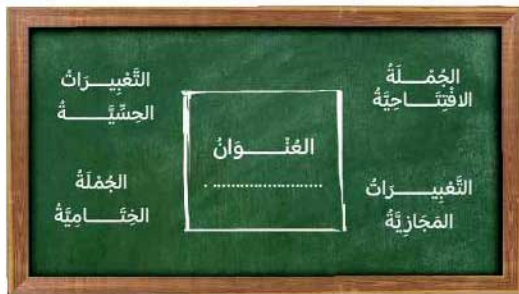 الجُمْلَةُ
الافْتِتَاحِيَّةُ
التَّعْبِيرَاتُ
الحِسِّيَّةُ
العُنْوَانُ
........................ .
التَّعْبِيرَاتُ
المَجَازِيَّةُ
الجُمْلَةُ
الخِتَامِيَّةُ